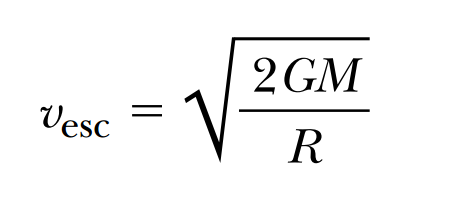 v_esc = √(2GM/R)